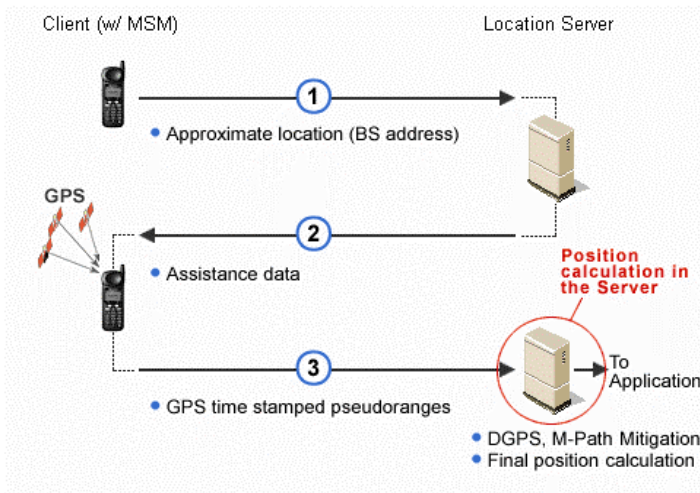 Client (w/ MSM)
Location Server
1
• Approximate location (BS address)
GPS
2
• Assistance data
Position
calculation in
the Server
3
To
Application
• GPS time stamped pseudoranges
• DGPS, M-Path Mitigation
• Final position calculation